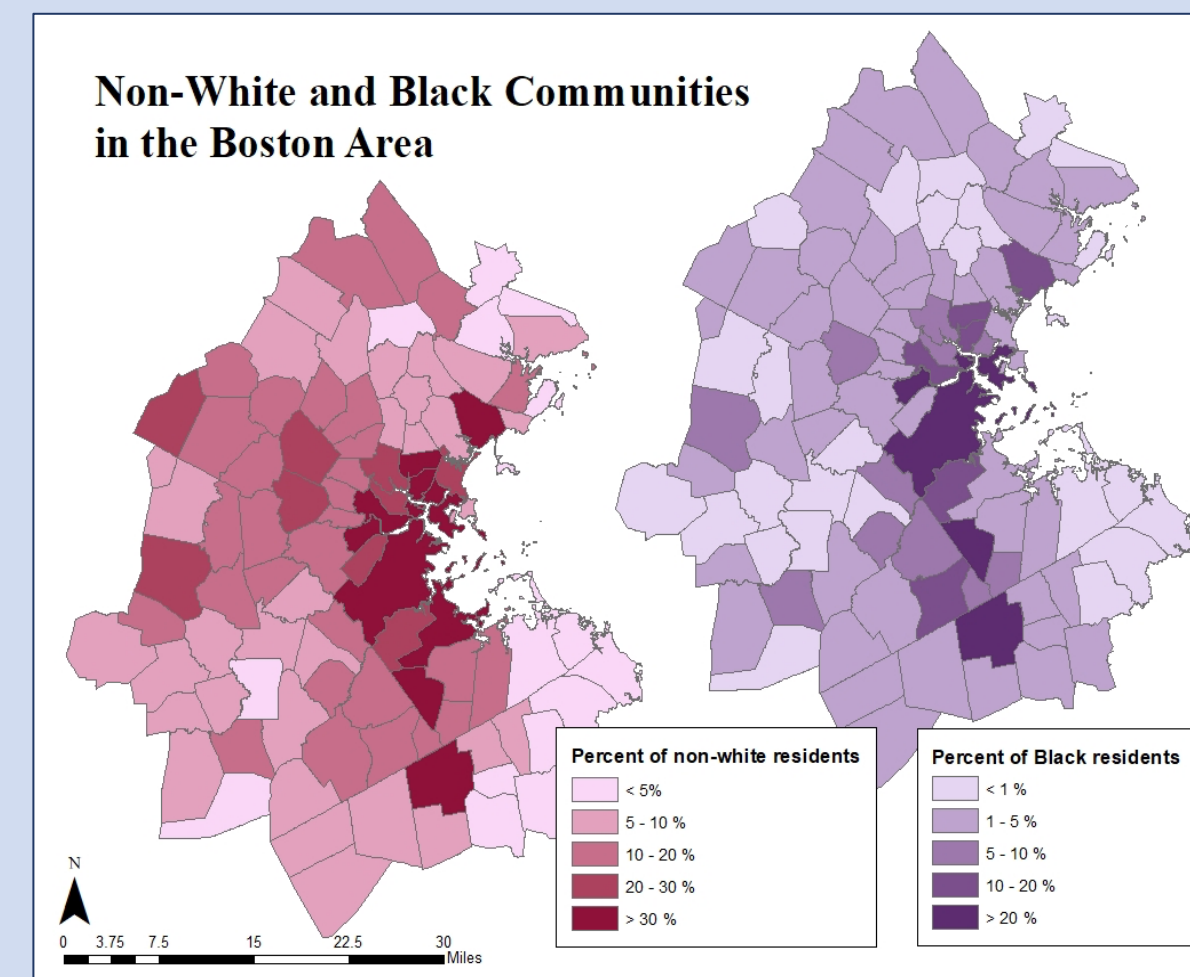 Non-White and Black Communities
in the Boston Area
Percent of non-white residents
< 5%
5 - 10 %
10 - 20 %
20 - 30 %
> 30 %
Percent of Black residents
< 1 %
1 - 5 %
5 - 10 %
10 - 20 %
> 20 %
N
0 3.75 7.5 15 22.5 30
Miles